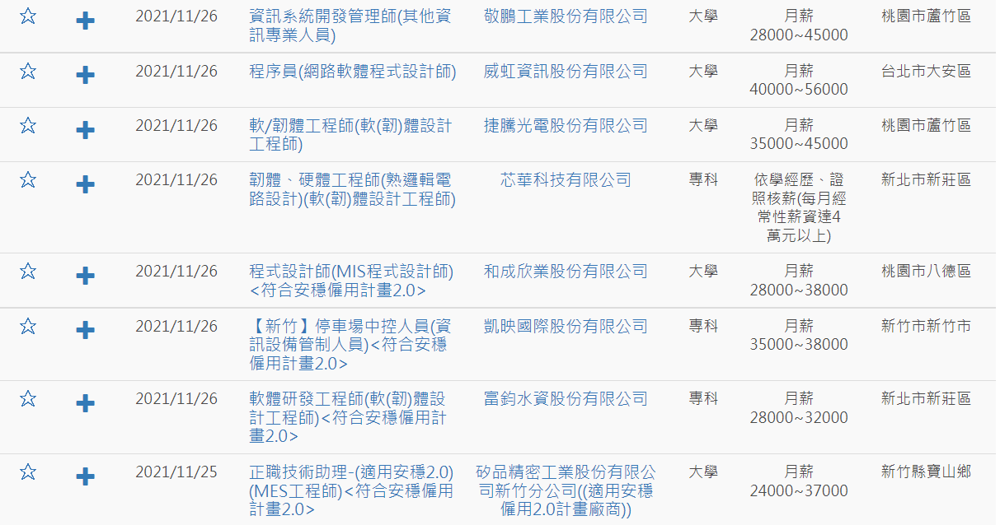 2021/11/26 資訊系統開發管理師(其他資 敬鵬工業股份有限公司 大學 月薪 桃園市蘆竹區
訊專業人員) 28000~45000
2021/11/26 程序員(網路軟體程式設計師) 威虹資訊股份有限公司 大學 月薪 台北市大安區
40000~56000
2021/11/26 軟/韌體工程師(軟(韌)體設計 捷騰光電股份有限公司 大學 月薪 桃園市蘆竹區
工程師) 35000~45000
2021/11/26 韌體、硬體工程師(熟邏輯電 芯華科技有限公司 專科 依學經歷、證 新北市新莊區
路設計)(軟(韌)體設計工程師) 照核薪(每月經
常性薪資達4
萬元以上)
2021/11/26 程式設計師(MIS程式設計師) 和成欣業股份有限公司 大學 月薪 桃園市八德區
<符合安穩僱用計畫2.0> 28000~38000
2021/11/26 【新竹】停車場中控人員(資 凱映國際股份有限公司 專科 月薪 新竹市新竹市
訊設備管制人員)<符合安穩 35000~38000
僱用計畫2.0>
2021/11/26 軟體研發工程師(軟(韌)體設 富鈞水資股份有限公司 專科 月薪 新北市新莊區
計工程師)<符合安穩僱用計 28000~32000
畫2.0>
2021/11/25 正職技術助理-(適用安穩2.0) 矽品精密工業股份有限公 大學 月薪 新竹縣寶山鄉
(MES工程師)<符合安穩僱用 司新竹分公司((適用安穩 24000~37000
計畫2.0> 僱用2.0計畫廠商))